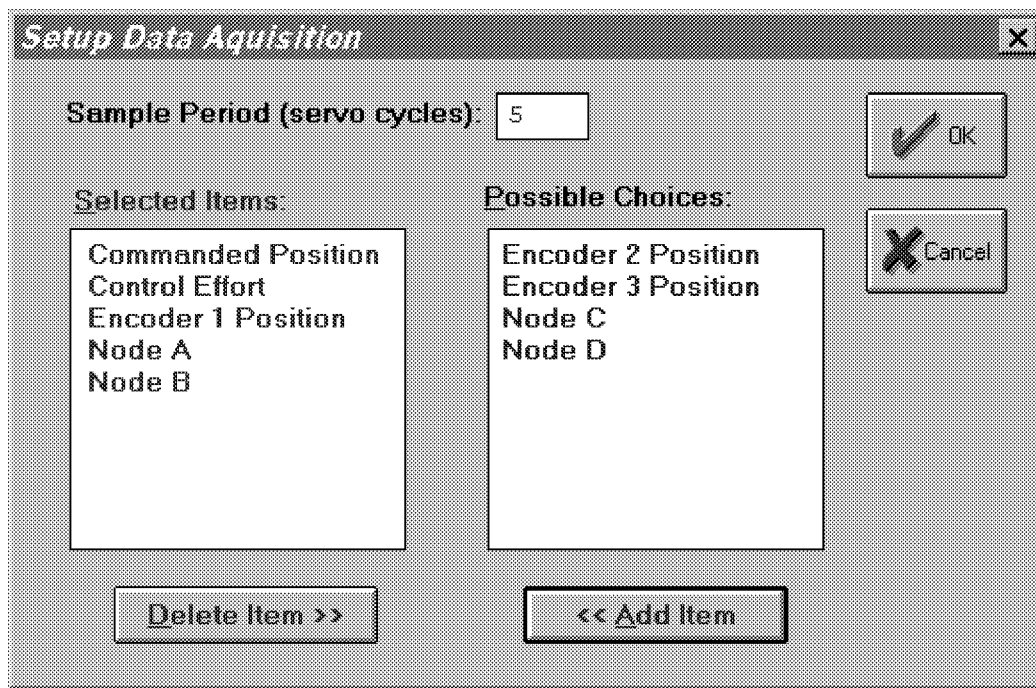 Setup Data Aquisition
Sample Period (servo cycles): 5
OK
Cancel
Selected Items:
Commanded Position
Control Effort
Encoder 1 Position
Node A
Node B
Possible Choices:
Encoder 2 Position
Encoder 3 Position
Node C
Node D
Delete Item >>
<< Add Item